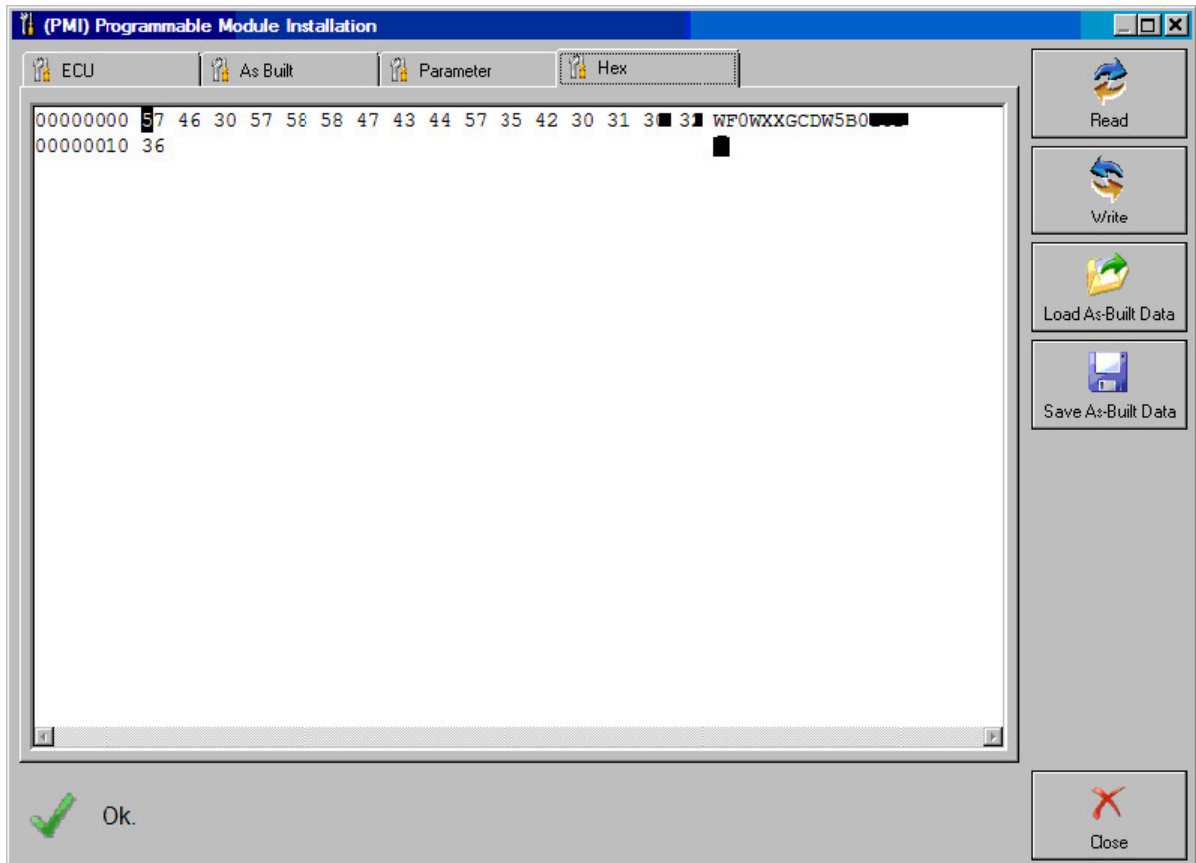 (PMI) Programmable Module Installation
ECU
As Built
Parameter
Hex
00000000 57 46 30 57 58 58 47 43 44 57 35 42 30 31 WF0WXXGCDW5B0
00000010 36
Read
Write
Load As-Built Data
Save As-Built Data
Ok.
Close